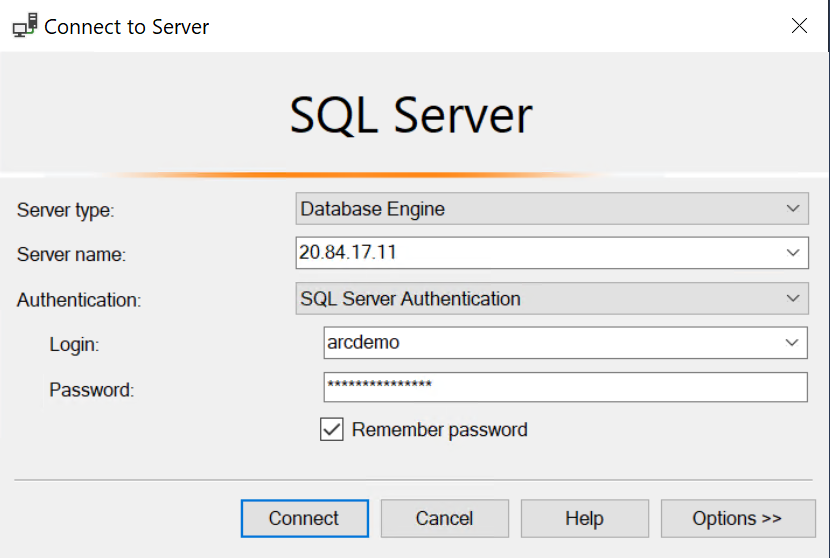 Connect to Server
SQL Server
Server type: Database Engine
Server name: 20.84.17.11
Authentication: SQL Server Authentication
Login: arcdemo
Password: ***************
Remember password
Connect Cancel Help Options >>